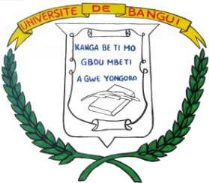 UNIVERSITE DE BANGUI
KANGA BE TI MO
GBOU MBETI
A GWE YONGORO